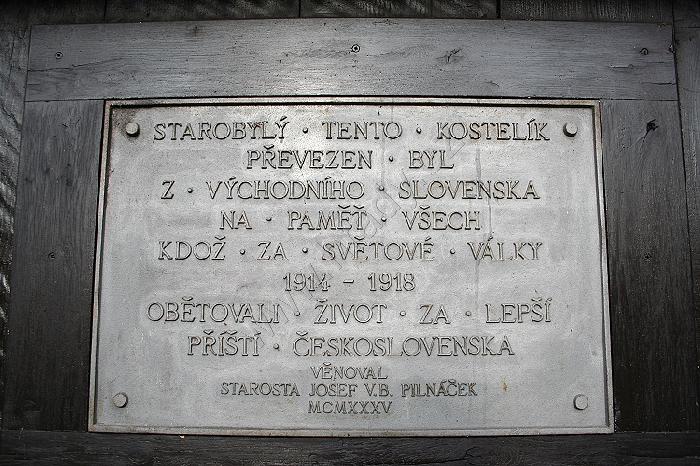 STAROBYLÝ · TENTO · KOSTELÍK
PŘEVEZEN · BYL
Z · VÝCHODNÍHO · SLOVENSKA
NA · PAMĚŤ · VŠECH
KDOŽ · ZA · SVĚTOVÉ · VÁLKY
1914 - 1918
OBĚTOVALI · ŽIVOT · ZA · LEPŠÍ
PŘÍŠTÍ · ČESKOSLOVENSKA
VĚNOVAL
STAROSTA JOSEF V.B. PILNÁČEK
MCMXXXV